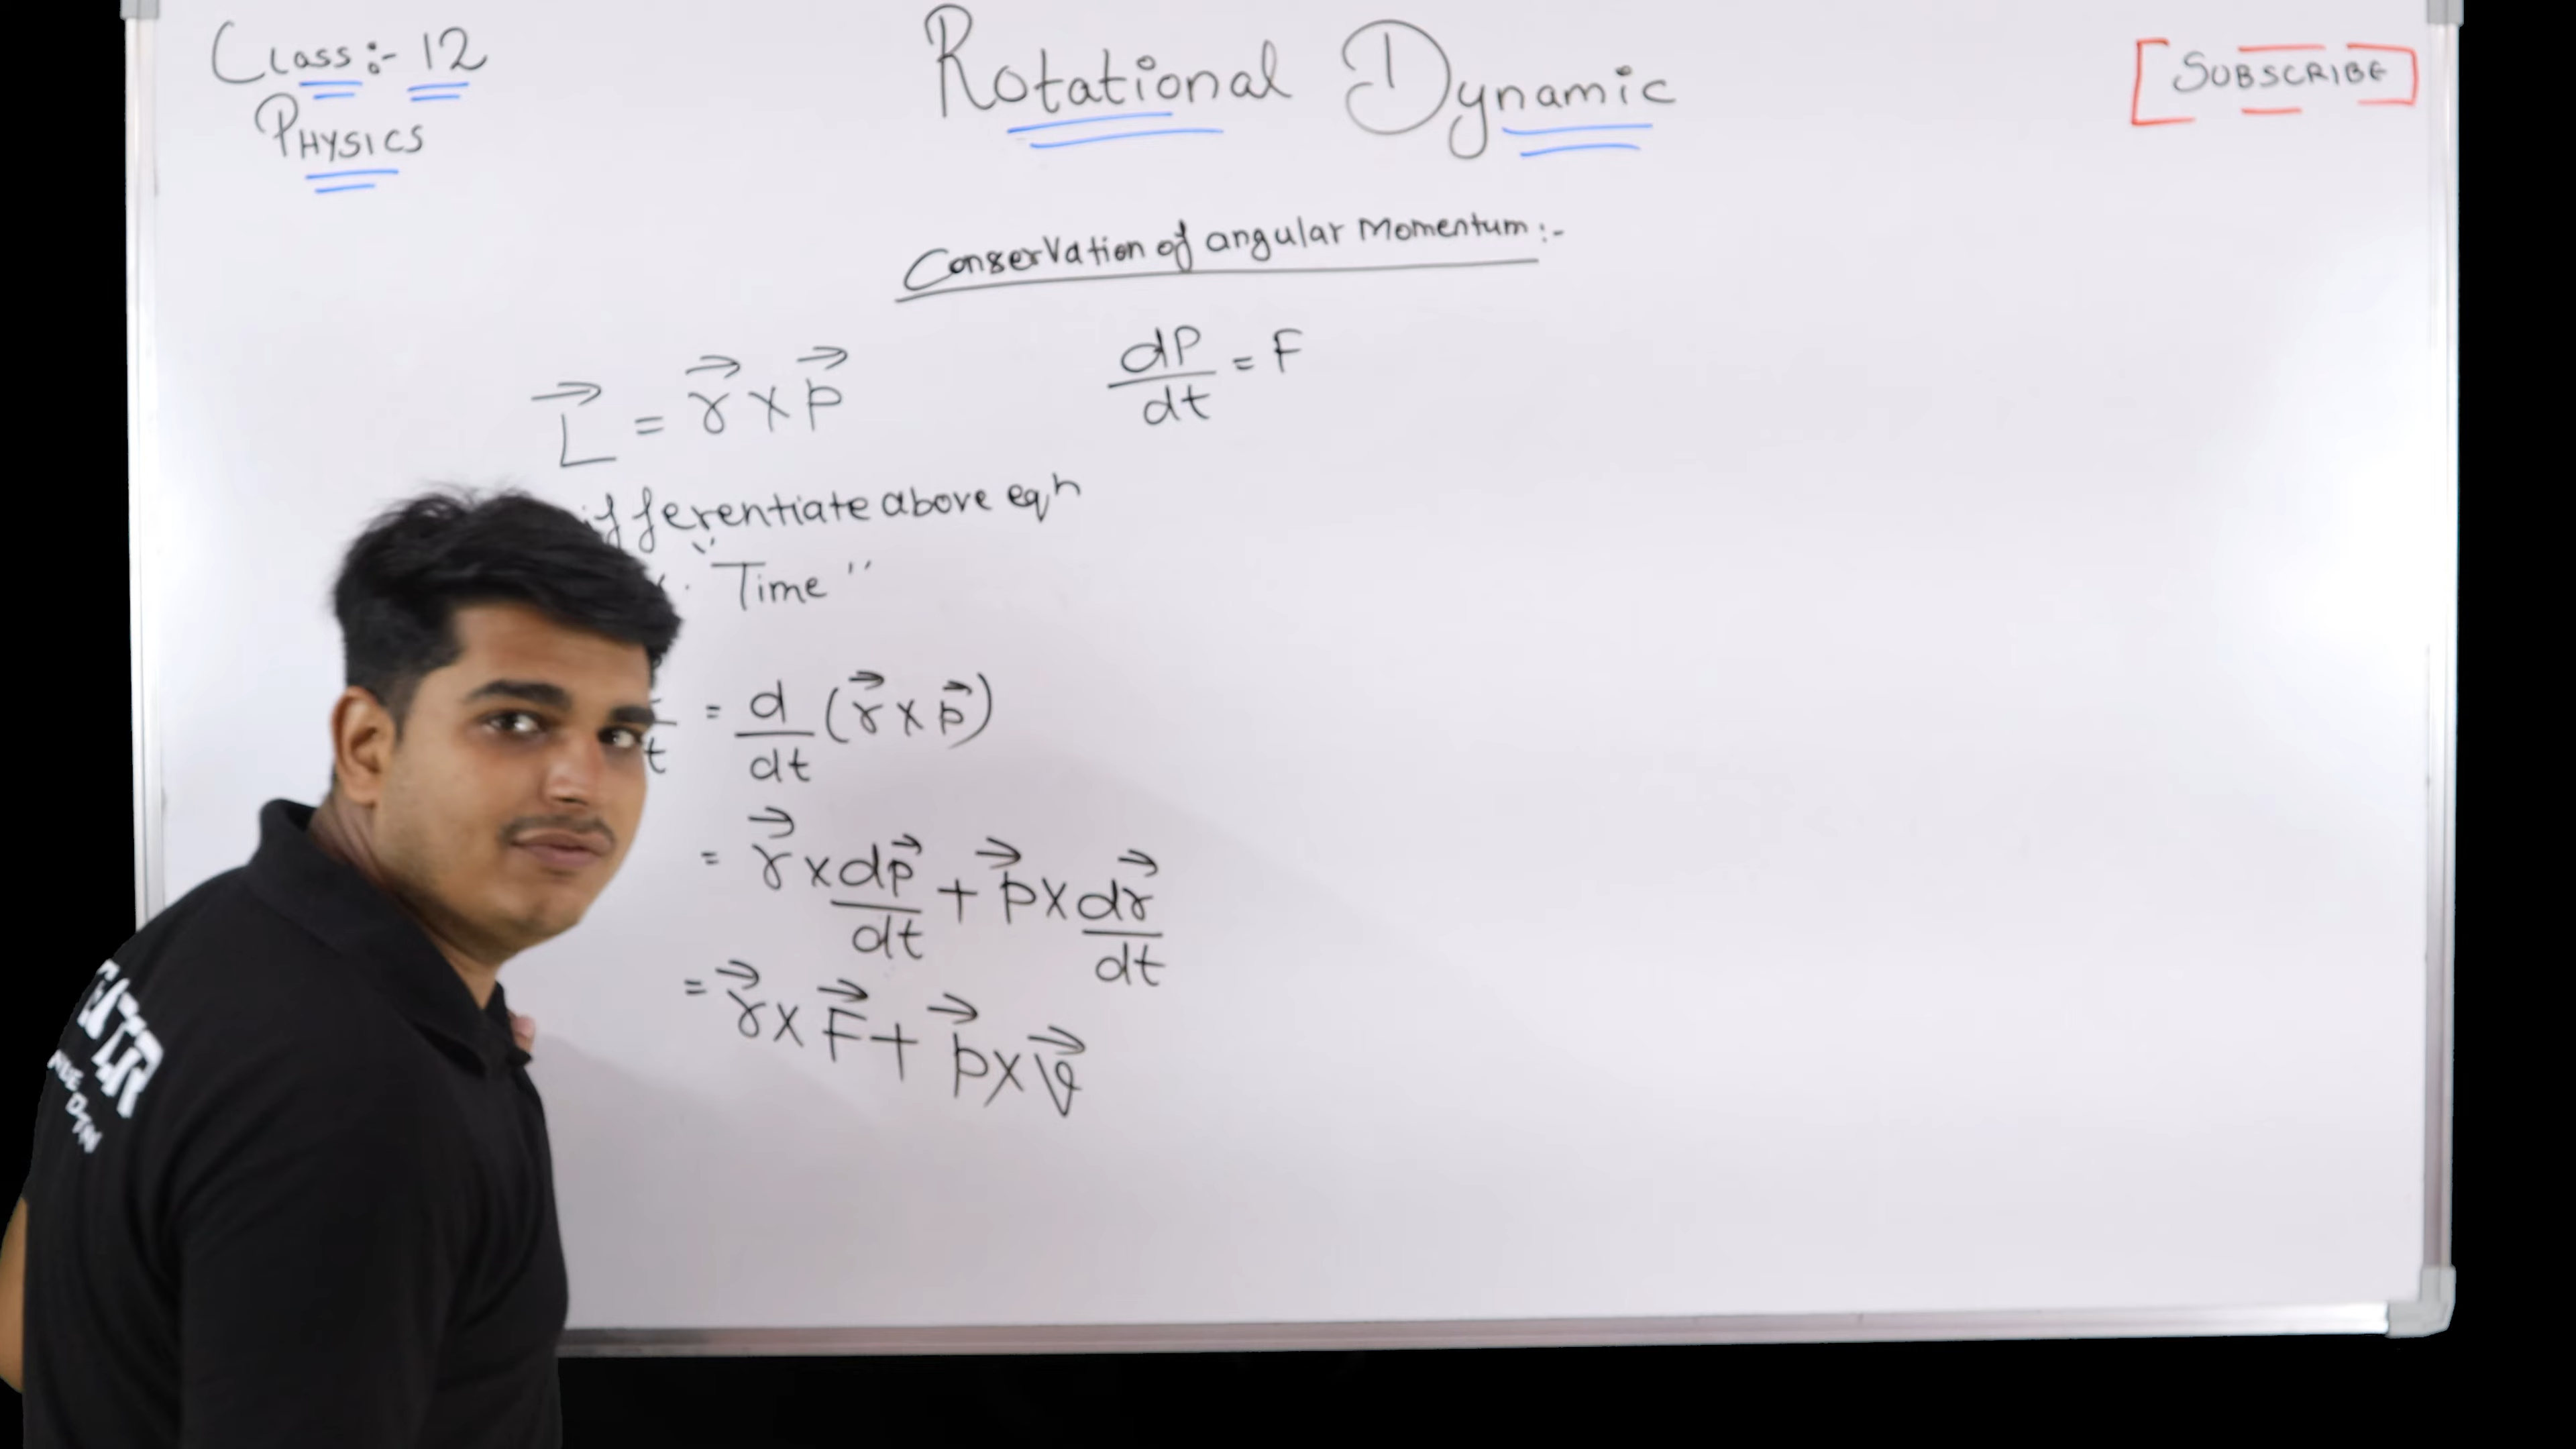 Class:- 12
Physics
Rotational Dynamic
[SUBSCRIBE]
Conservation of angular Momentum:-
L⃗ = r⃗ x p⃗
dP/dt = F
ifferentiate above eqn
. "Time"
t = d/dt (r⃗ x p⃗)
= r⃗ x dp⃗/dt + p⃗ x dr⃗/dt
= r⃗ x F⃗ + p⃗ x v⃗